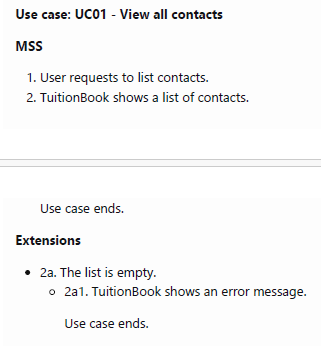 Use case: UC01 - View all contacts
MSS
1. User requests to list contacts.
2. TuitionBook shows a list of contacts.
Use case ends.
Extensions
• 2a. The list is empty.
○ 2a1. TuitionBook shows an error message.
Use case ends.